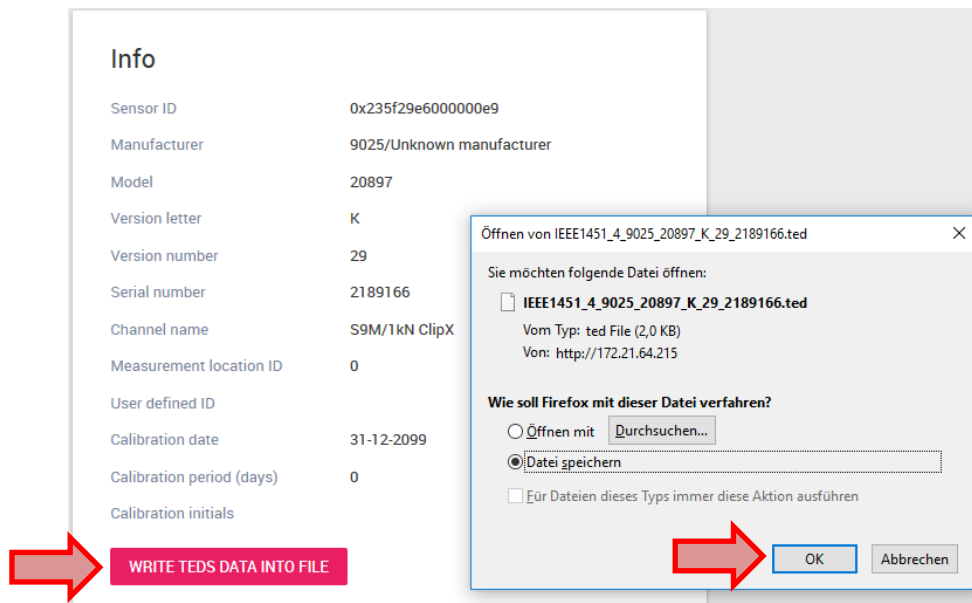 Info
Sensor ID 0x235f29e6000000e9
Manufacturer 9025/Unknown manufacturer
Model 20897
Version letter K
Version number 29
Serial number 2189166
Channel name S9M/1kN ClipX
Measurement location ID 0
User defined ID
Calibration date 31-12-2099
Calibration period (days) 0
Calibration initials
WRITE TEDS DATA INTO FILE
Öffnen von IEEE1451_4_9025_20897_K_29_2189166.ted
Sie möchten folgende Datei öffnen:
IEEE1451_4_9025_20897_K_29_2189166.ted
Vom Typ: ted File (2,0 KB)
Von: http://172.21.64.215
Wie soll Firefox mit dieser Datei verfahren?
Öffnen mit Durchsuchen...
Datei speichern
Für Dateien dieses Typs immer diese Aktion ausführen
OK Abbrechen